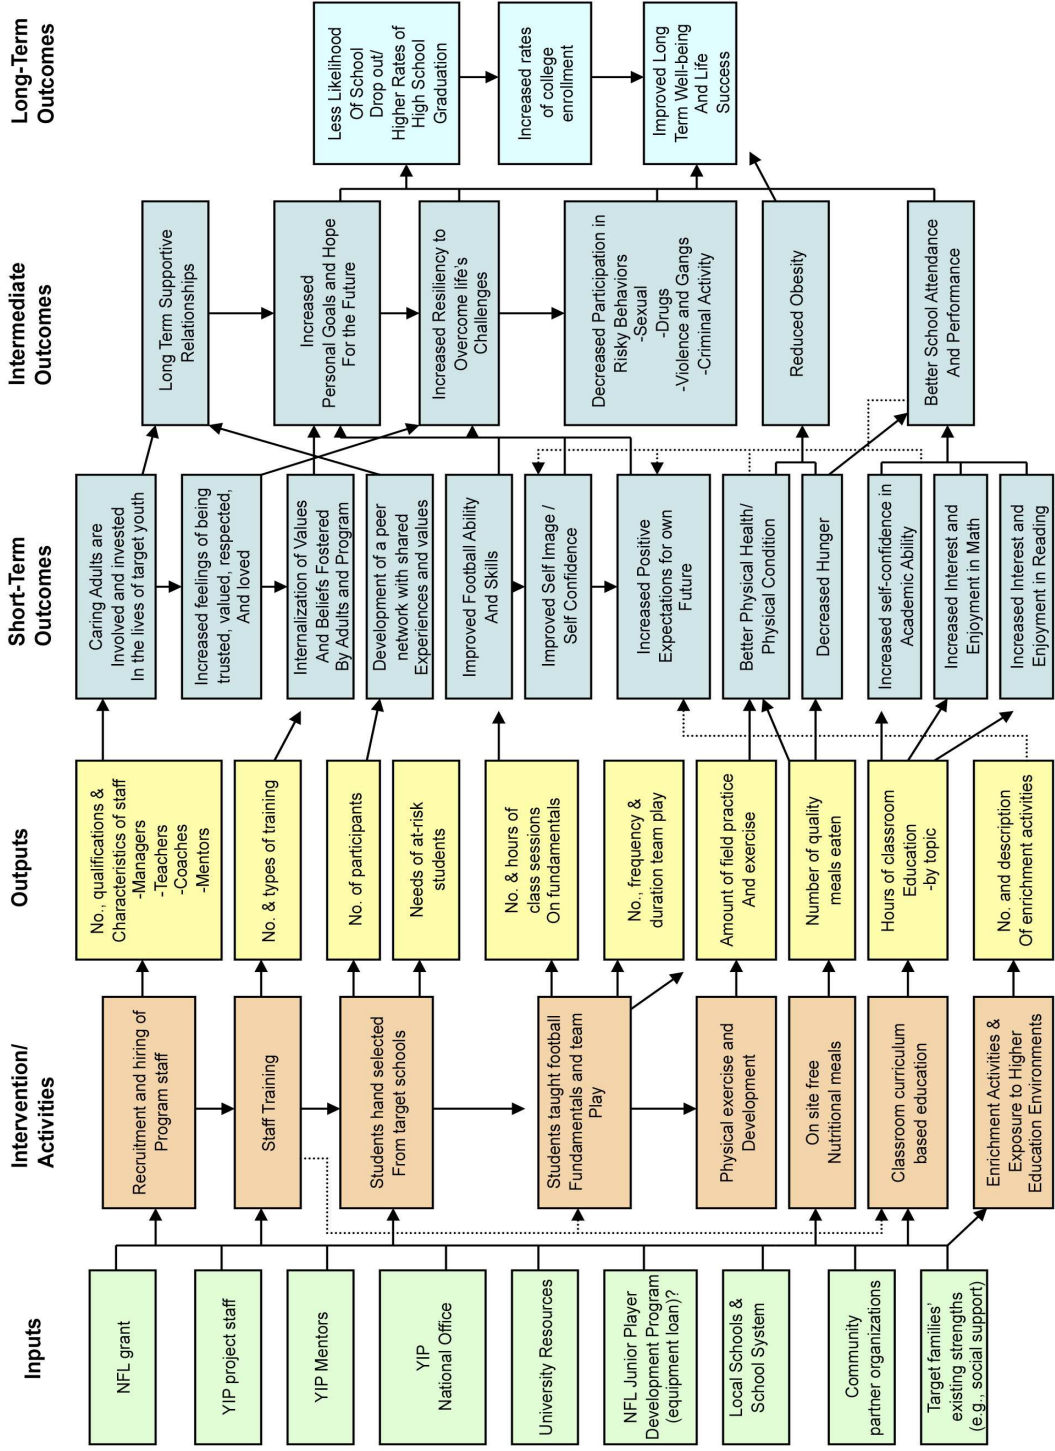 Inputs
NFL grant
YIP project staff
YIP Mentors
YIP
National Office
University Resources
NFL Junior Player
Development Program
(equipment loan)?
Local Schools &
School System
Community
partner organizations
Target families'
existing strengths
(e.g., social support)
Intervention/
Activities
Recruitment and hiring of
Program staff
Staff Training
Students hand selected
From target schools
Students taught football
Fundamentals and team
Play
Physical exercise and
Development
On site free
Nutritional meals
Classroom curriculum
based education
Enrichment Activities &
Exposure to Higher
Education Environments
Outputs
No., qualifications &
Characteristics of staff
-Managers
-Teachers
-Coaches
-Mentors
No. & types of training
No. of participants
Needs of at-risk
students
No. & hours of
class sessions
On fundamentals
No., frequency &
duration team play
Amount of field practice
And exercise
Number of quality
meals eaten
Hours of classroom
Education
-by topic
No. and description
Of enrichment activities
Short-Term
Outcomes
Caring Adults are
Involved and invested
In the lives of target youth
Increased feelings of being
trusted, valued, respected,
And loved
Internalization of Values
And Beliefs Fostered
By Adults and Program
Development of a peer
network with shared
Experiences and values
Improved Football Ability
And Skills
Improved Self Image /
Self Confidence
Increased Positive
Expectations for own
Future
Better Physical Health/
Physical Condition
Decreased Hunger
Increased self-confidence in
Academic Ability
Increased Interest and
Enjoyment in Math
Increased Interest and
Enjoyment in Reading
Intermediate
Outcomes
Long Term Supportive
Relationships
Increased
Personal Goals and Hope
For the Future
Increased Resiliency to
Overcome life's
Challenges
Decreased Participation in
Risky Behaviors
-Sexual
-Drugs
-Violence and Gangs
-Criminal Activity
Reduced Obesity
Better School Attendance
And Performance
Long-Term
Outcomes
Less Likelihood
Of School
Drop out/
Higher Rates of
High School
Graduation
Increased rates
of college
enrollment
Improved Long
Term Well-being
And Life
Success